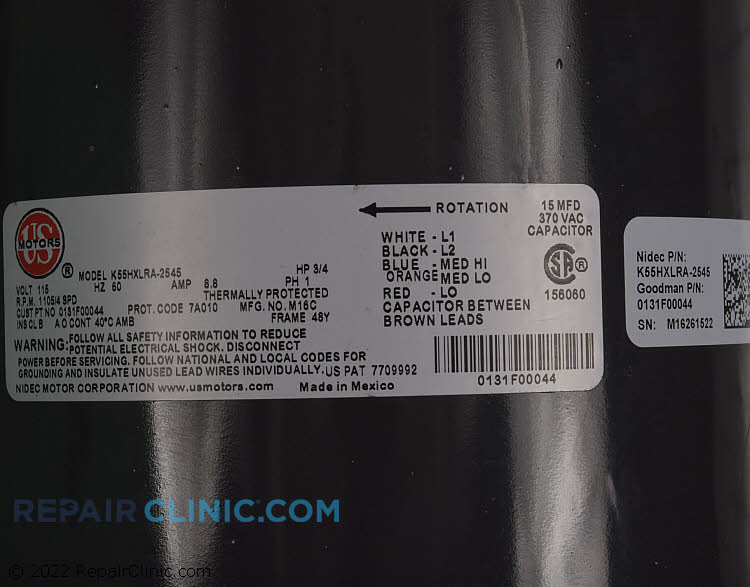 US
MOTORS
®
MODEL K55HXLRA-2545 HP 3/4
VOLT 115 HZ 60 AMP 8.8 PH 1
R.P.M. 1105/4 SPD THERMALLY PROTECTED
CUST PT NO 0131F00044 PROT. CODE 7A010 MFG. NO. M16C
INS CL B A O CONT 40°C AMB FRAME 48Y
WARNING: FOLLOW ALL SAFETY INFORMATION TO REDUCE
POTENTIAL ELECTRICAL SHOCK. DISCONNECT
POWER BEFORE SERVICING. FOLLOW NATIONAL AND LOCAL CODES FOR
GROUNDING AND INSULATE UNUSED LEAD WIRES INDIVIDUALLY. US PAT 7709992
NIDEC MOTOR CORPORATION www.usmotors.com Made in Mexico
ROTATION
WHITE - L1
BLACK - L2
BLUE - MED HI
ORANGE MED LO
RED - LO
CAPACITOR BETWEEN
BROWN LEADS
15 MFD
370 VAC
CAPACITOR
SA
®
156060
0131F00044
Nidec P/N:
K55HXLRA-2545
Goodman P/N:
0131F00044
SN: M16261522
REPAIR CLINIC.COM
© 2022 RepairClinic.com